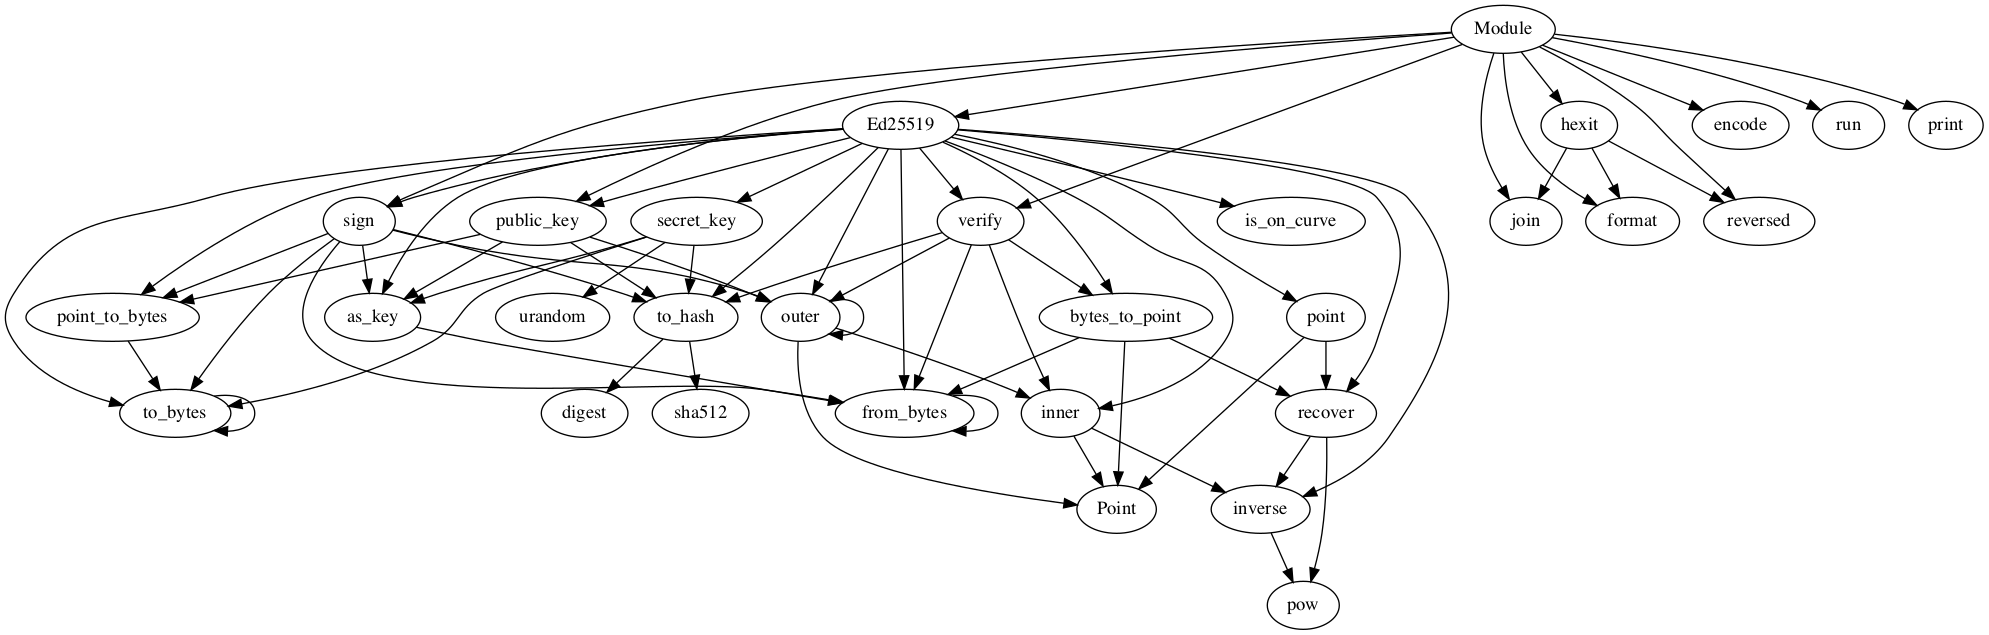 Module
Ed25519
hexit
encode
run
print
sign
public_key
secret_key
verify
is_on_curve
join
format
reversed
point_to_bytes
as_key
urandom
to_hash
outer
bytes_to_point
point
to_bytes
digest
sha512
from_bytes
inner
recover
Point
inverse
pow